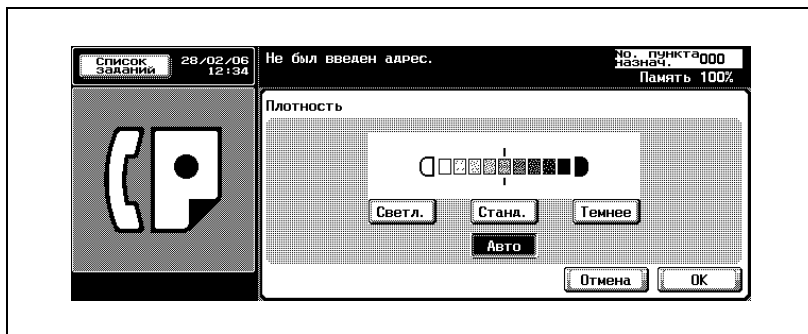 Список
заданий
28/02/06
12:34
Не был введен адрес.
No. пункта
назнач.
000
Память 100%
Плотность
Светл.
Станд.
Темнее
Авто
Отмена
OK